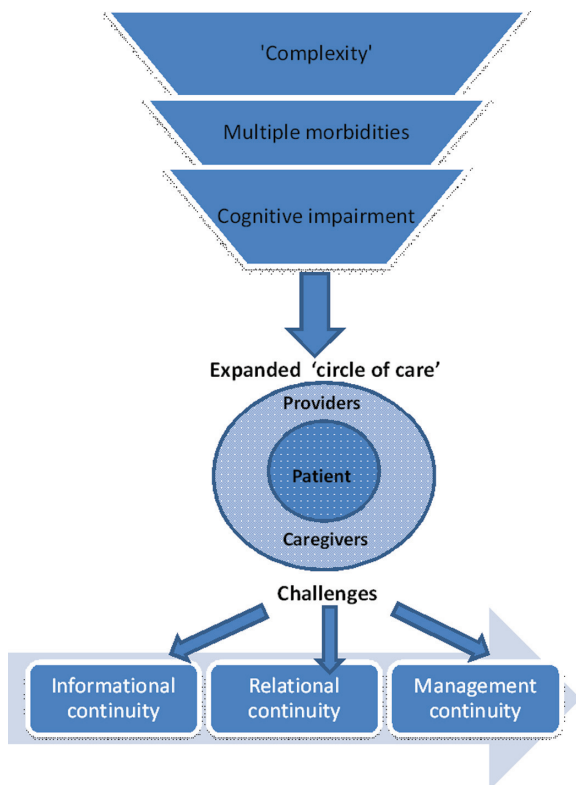 'Complexity'
Multiple morbidities
Cognitive impairment
Expanded ‘circle of care’
Providers
Patient
Caregivers
Challenges
Informational
continuity
Relational
continuity
Management
continuity